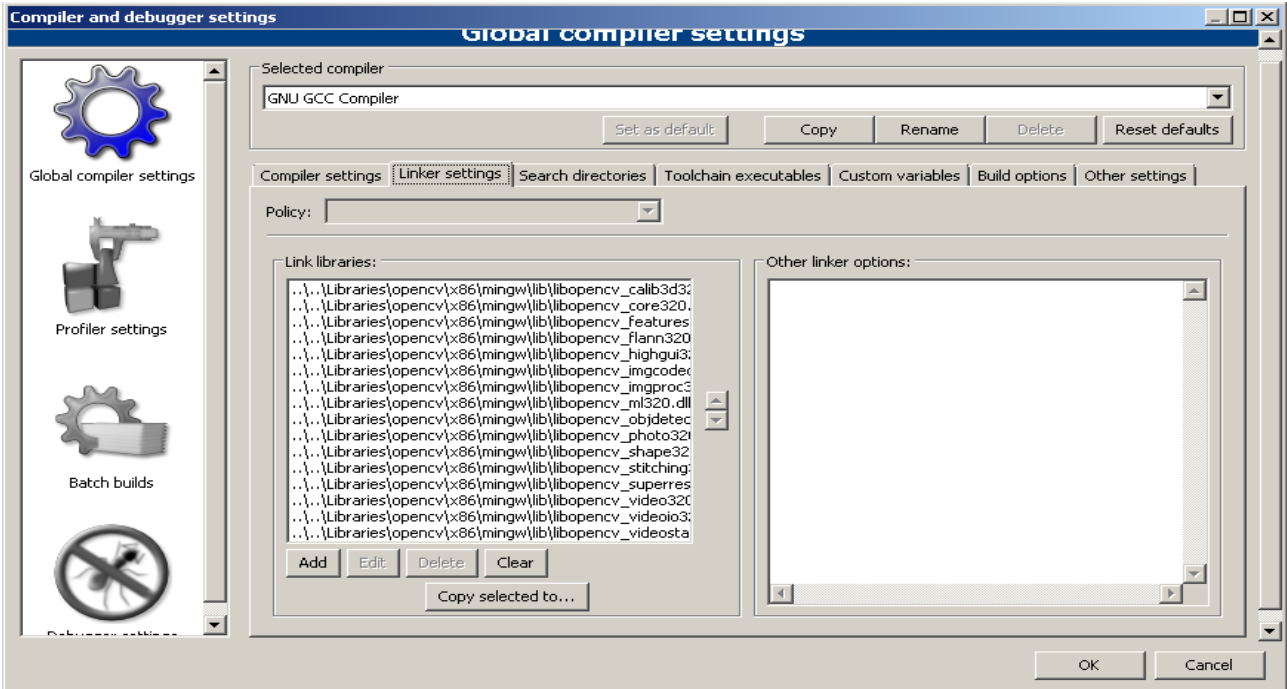 Compiler and debugger settings
Global compiler settings
Global compiler settings
Profiler settings
Batch builds
Debugger settings
Selected compiler
GNU GCC Compiler
Set as default
Copy
Rename
Delete
Reset defaults
Compiler settings
Linker settings
Search directories
Toolchain executables
Custom variables
Build options
Other settings
Policy:
Link libraries:
..\..\Libraries\opencv\x86\mingw\lib\libopencv_calib3d32
..\..\Libraries\opencv\x86\mingw\lib\libopencv_core320.
..\..\Libraries\opencv\x86\mingw\lib\libopencv_features
..\..\Libraries\opencv\x86\mingw\lib\libopencv_flann320
..\..\Libraries\opencv\x86\mingw\lib\libopencv_highgui3
..\..\Libraries\opencv\x86\mingw\lib\libopencv_imgcodec
..\..\Libraries\opencv\x86\mingw\lib\libopencv_imgproc3
..\..\Libraries\opencv\x86\mingw\lib\libopencv_ml320.dll
..\..\Libraries\opencv\x86\mingw\lib\libopencv_objdetec
..\..\Libraries\opencv\x86\mingw\lib\libopencv_photo320
..\..\Libraries\opencv\x86\mingw\lib\libopencv_shape32
..\..\Libraries\opencv\x86\mingw\lib\libopencv_stitching
..\..\Libraries\opencv\x86\mingw\lib\libopencv_superres
..\..\Libraries\opencv\x86\mingw\lib\libopencv_video320
..\..\Libraries\opencv\x86\mingw\lib\libopencv_videoio3
..\..\Libraries\opencv\x86\mingw\lib\libopencv_videosta
Add
Edit
Delete
Clear
Copy selected to...
Other linker options:
OK
Cancel